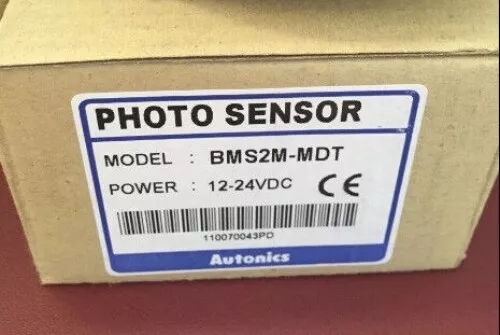 PHOTO SENSOR
MODEL : BMS2M-MDT
POWER : 12-24VDC CE
110070043PD
Autonics